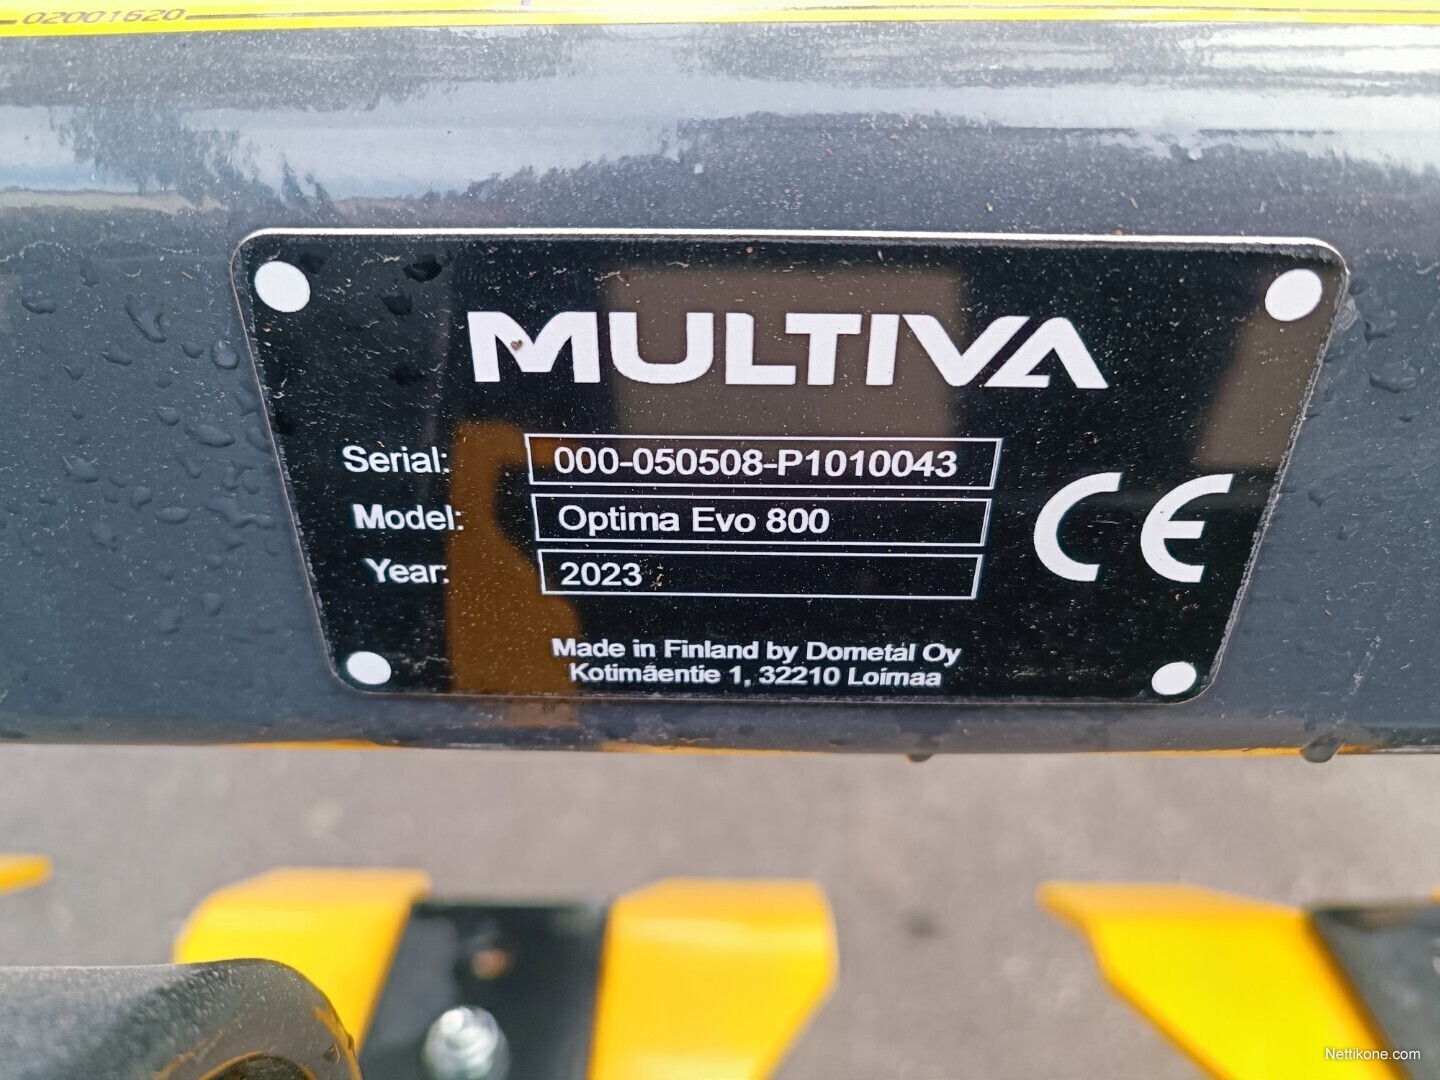 02001620
MULTIVA
Serial: 000-050508-P1010043
Model: Optima Evo 800
Year: 2023
CE
Made in Finland by Dometal Oy
Kotimäentie 1, 32210 Loimaa
Nettikone.com